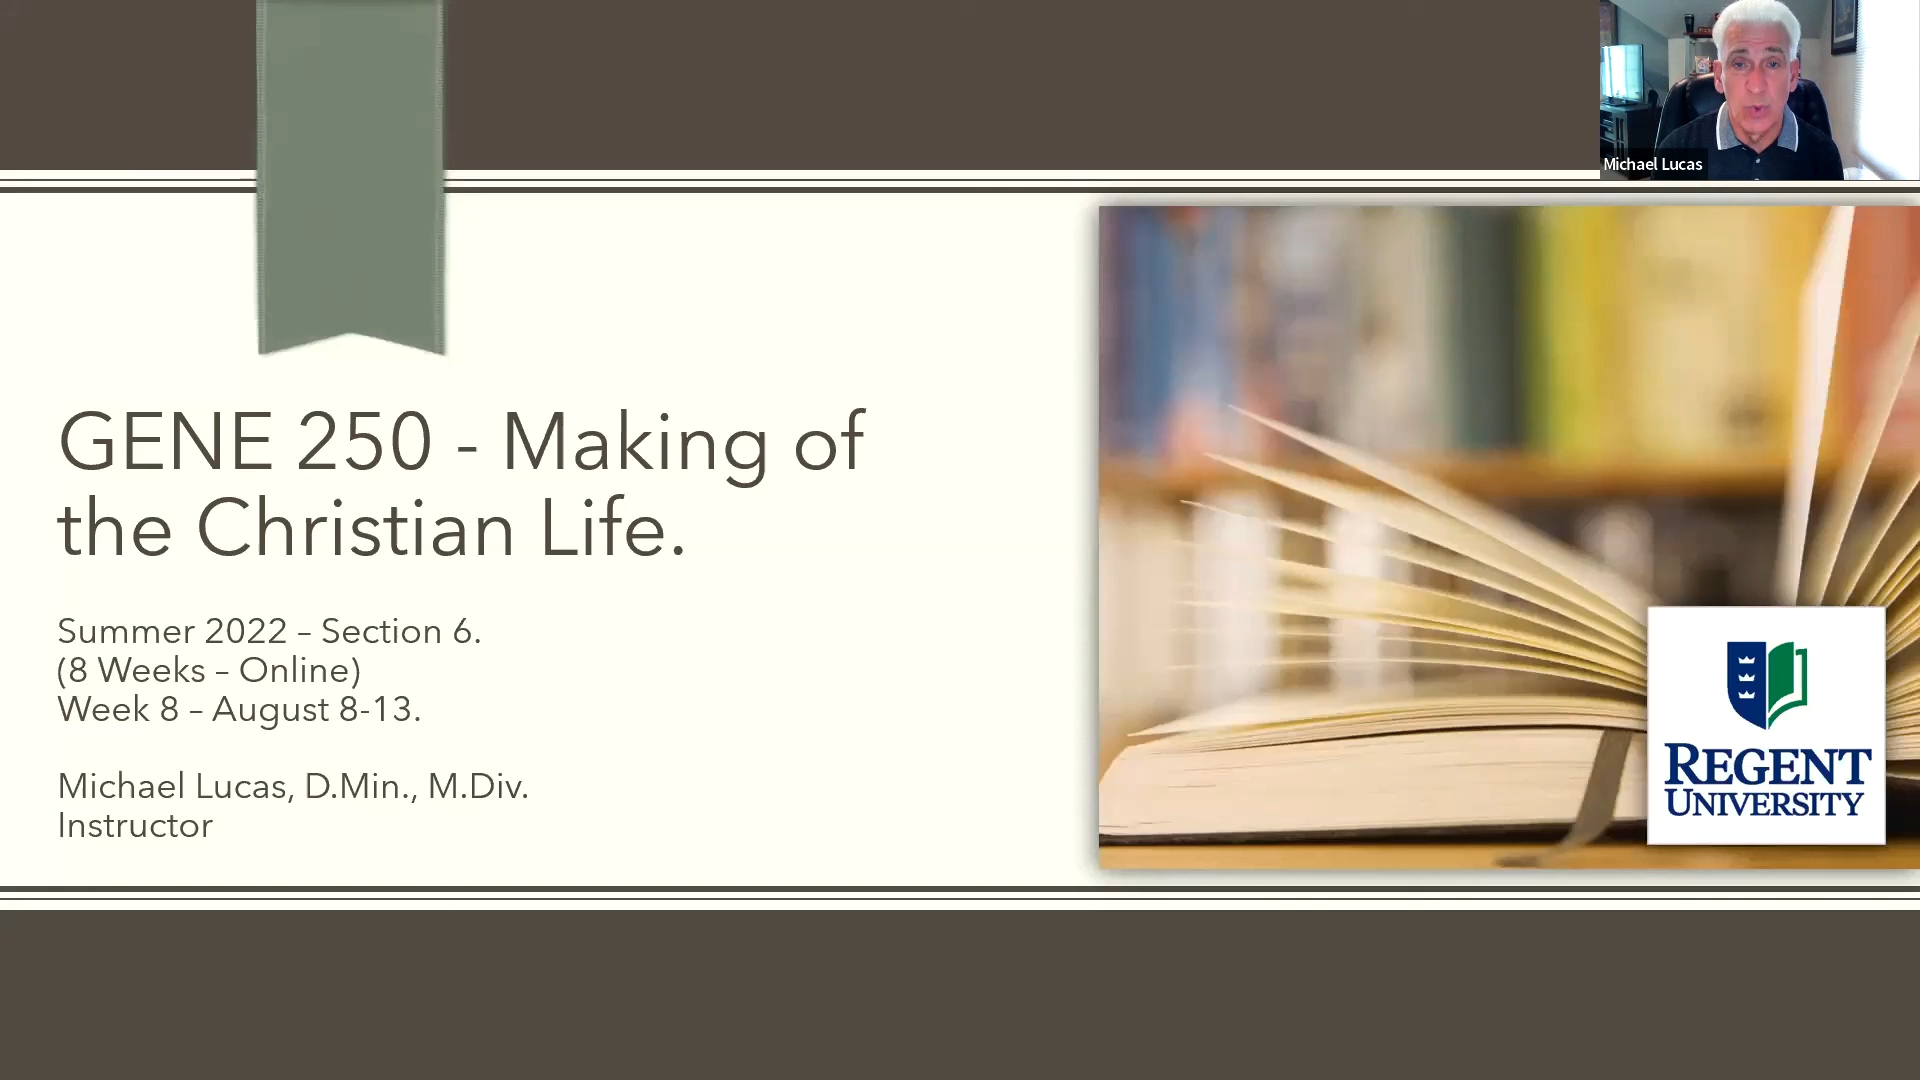 Michael Lucas
GENE 250 - Making of
the Christian Life.
Summer 2022 – Section 6.
(8 Weeks – Online)
Week 8 – August 8-13.
Michael Lucas, D.Min., M.Div.
Instructor
REGENT
UNIVERSITY